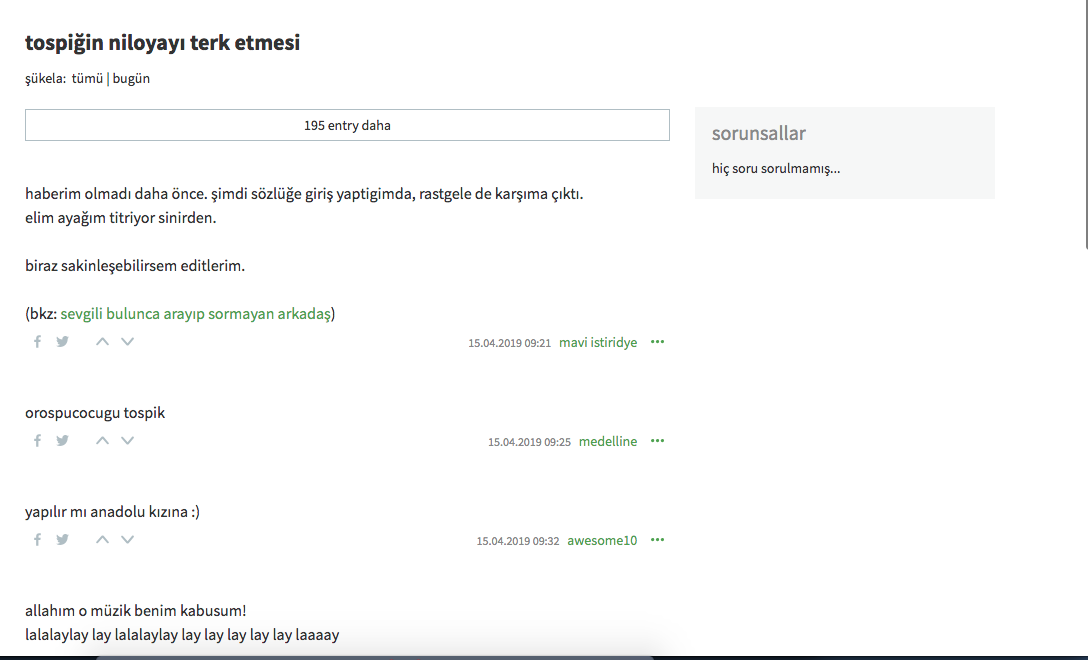 tospiğin niloyayı terk etmesi
şükela: tümü | bugün
195 entry daha
sorunsallar
hiç soru sorulmamış...
haberim olmadı daha önce. şimdi sözlüğe giriş yaptigimda, rastgele de karşıma çıktı.
elim ayağım titriyor sinirden.
biraz sakinleşebilirsem editlerim.
(bkz: sevgili bulunca arayıp sormayan arkadaş)
15.04.2019 09:21 mavi istiridye
orospucocugu tospik
15.04.2019 09:25 medelline
yapılır mı anadolu kızına :)
15.04.2019 09:32 awesome10
allahım o müzik benim kabusum!
lalalaylay lay lalalaylay lay lay lay lay lay laaaay